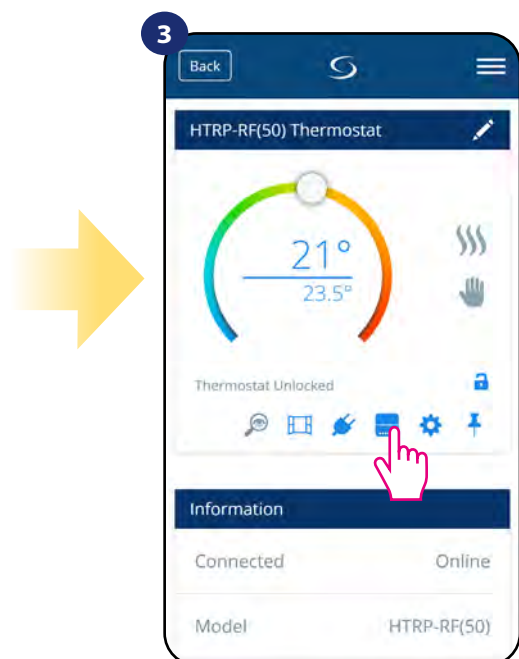 3
Back
HTRP-RF(50) Thermostat
21°
23.5°
Thermostat Unlocked
Information
Connected Online
Model HTRP-RF(50)